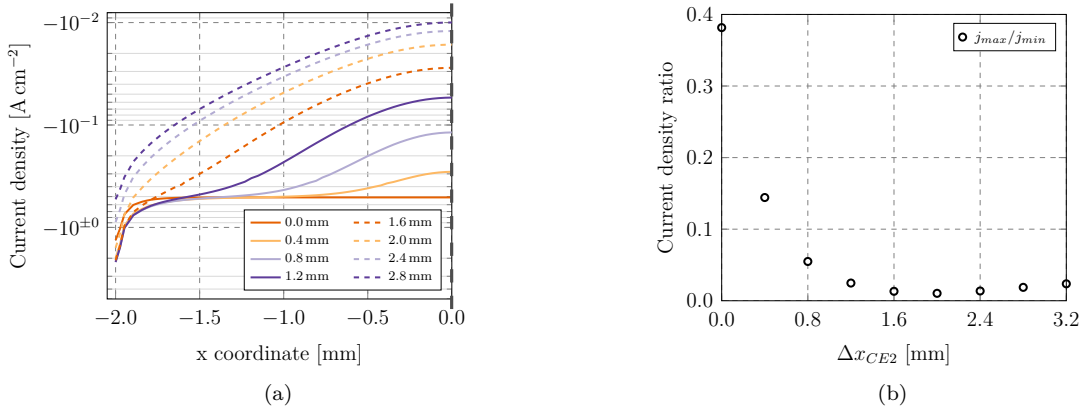 −10⁻²
−10⁻¹
−10^±0
Current density [A cm⁻²]
0.0 mm
0.4 mm
0.8 mm
1.2 mm
1.6 mm
2.0 mm
2.4 mm
2.8 mm
−2.0 −1.5 −1.0 −0.5 0.0
x coordinate [mm]
(a)
0.4
0.3
0.2
0.1
0.0
Current density ratio
j_max/j_min
0.0 0.8 1.6 2.4 3.2
Δx_CE2 [mm]
(b)